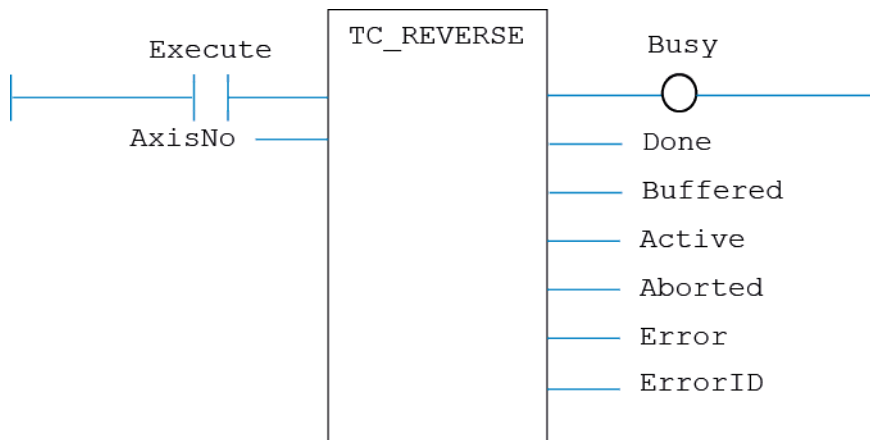 TC_REVERSE
Execute
Busy
AxisNo
Done
Buffered
Active
Aborted
Error
ErrorID